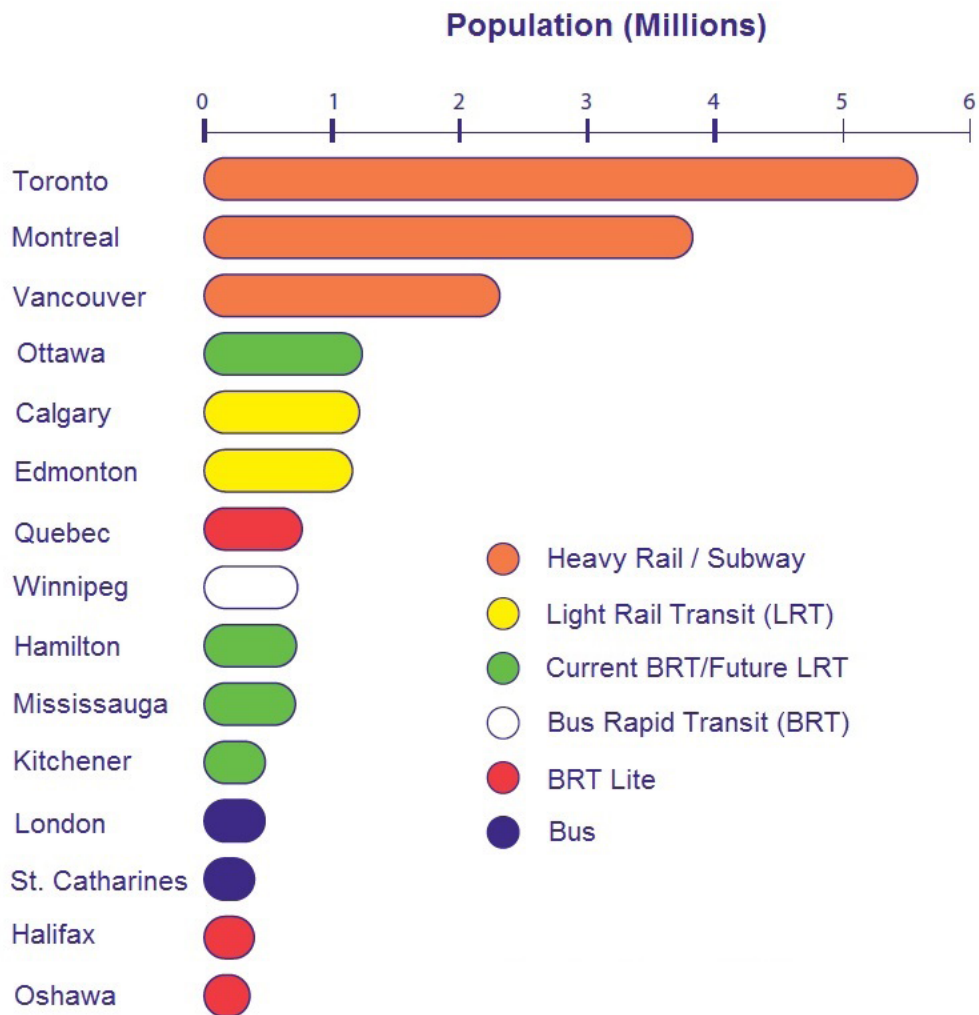 Population (Millions)
0 1 2 3 4 5 6
Toronto
Montreal
Vancouver
Ottawa
Calgary
Edmonton
Quebec
Winnipeg
Hamilton
Mississauga
Kitchener
London
St. Catharines
Halifax
Oshawa
Heavy Rail / Subway
Light Rail Transit (LRT)
Current BRT/Future LRT
Bus Rapid Transit (BRT)
BRT Lite
Bus